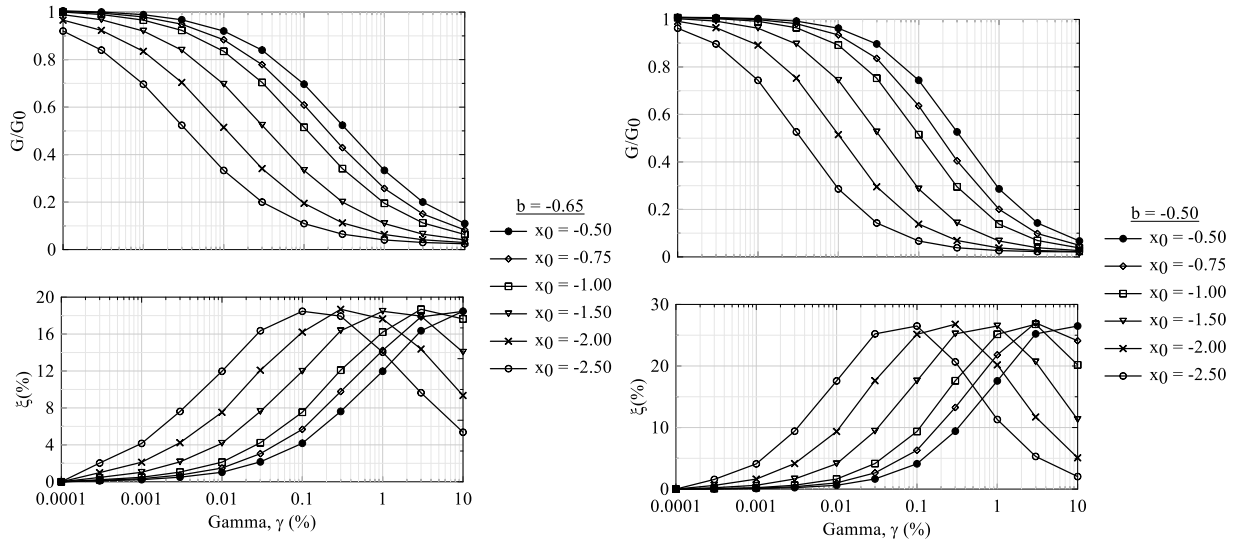 G/G0
1
0.8
0.6
0.4
0.2
0
ξ(%)
20
16
12
8
4
0
0.0001
0.001
0.01
0.1
1
10
Gamma, γ (%)
b = -0.65
x0 = -0.50
x0 = -0.75
x0 = -1.00
x0 = -1.50
x0 = -2.00
x0 = -2.50
G/G0
1
0.8
0.6
0.4
0.2
0
ξ(%)
30
20
10
0
0.0001
0.001
0.01
0.1
1
10
Gamma, γ (%)
b = -0.50
x0 = -0.50
x0 = -0.75
x0 = -1.00
x0 = -1.50
x0 = -2.00
x0 = -2.50